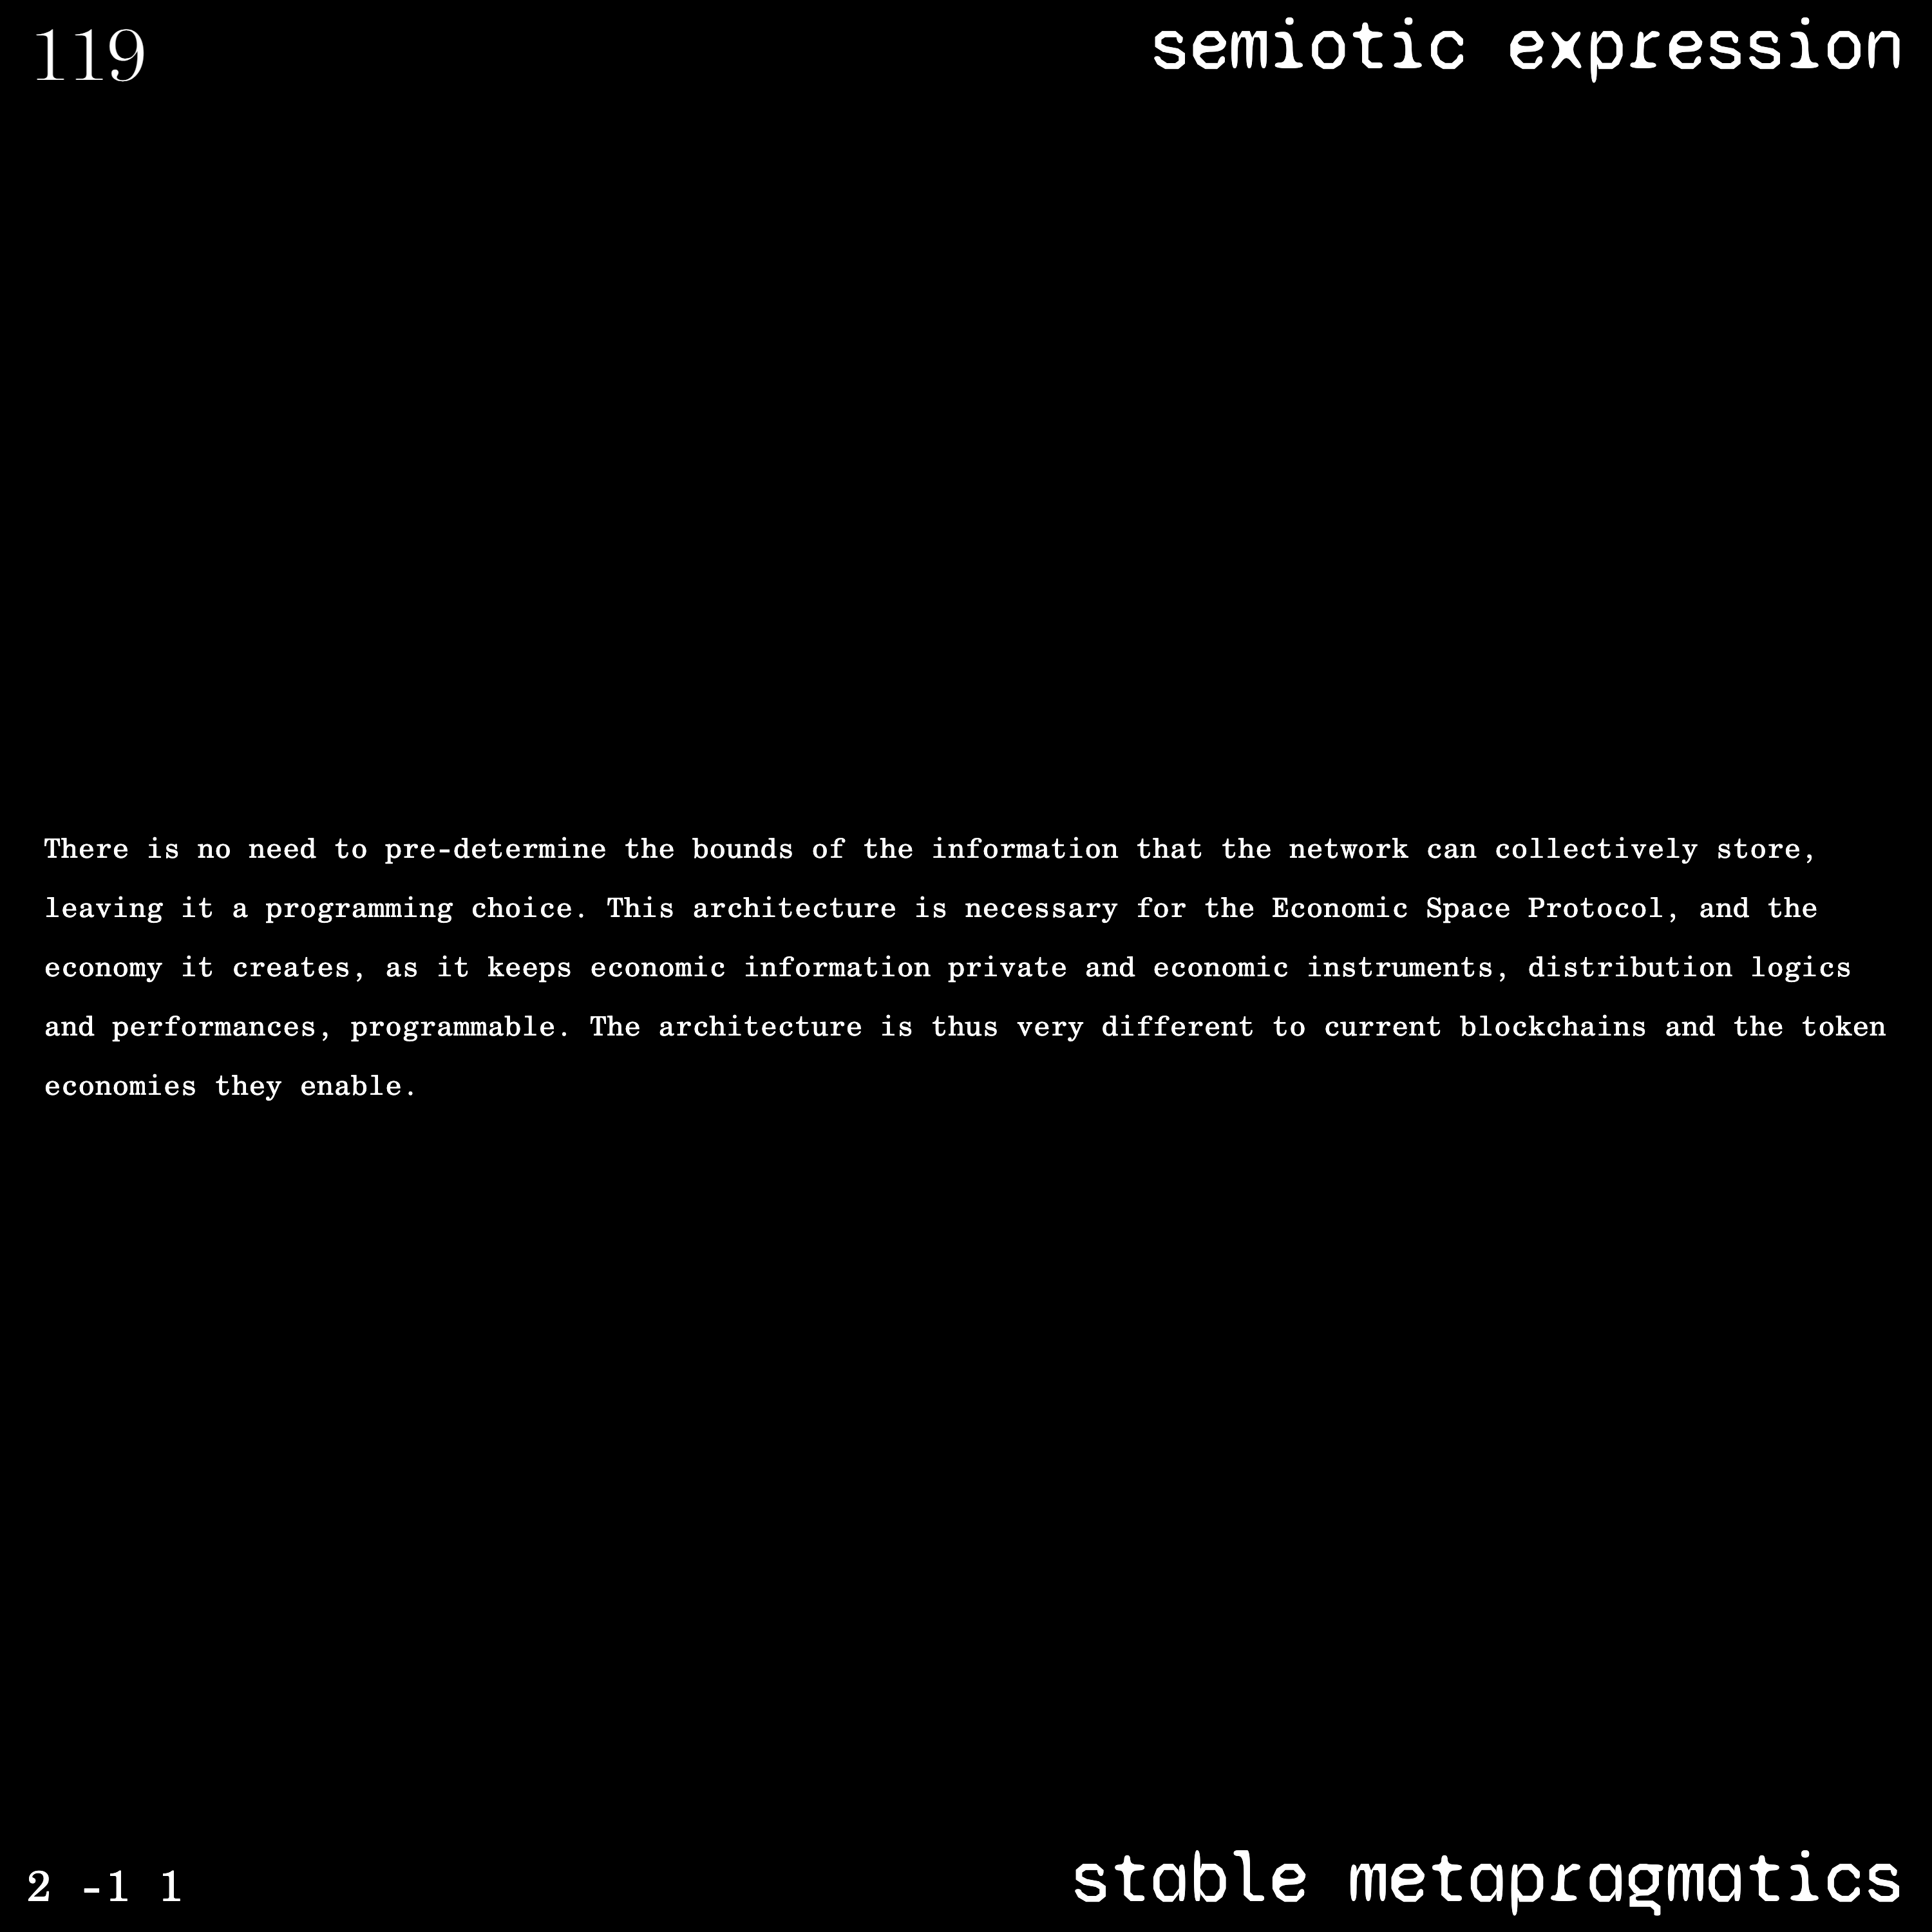 119
semiotic expression
There is no need to pre-determine the bounds of the information that the network can collectively store,
leaving it a programming choice. This architecture is necessary for the Economic Space Protocol, and the
economy it creates, as it keeps economic information private and economic instruments, distribution logics
and performances, programmable. The architecture is thus very different to current blockchains and the token
economies they enable.
2 -1 1
stable metapragmatics